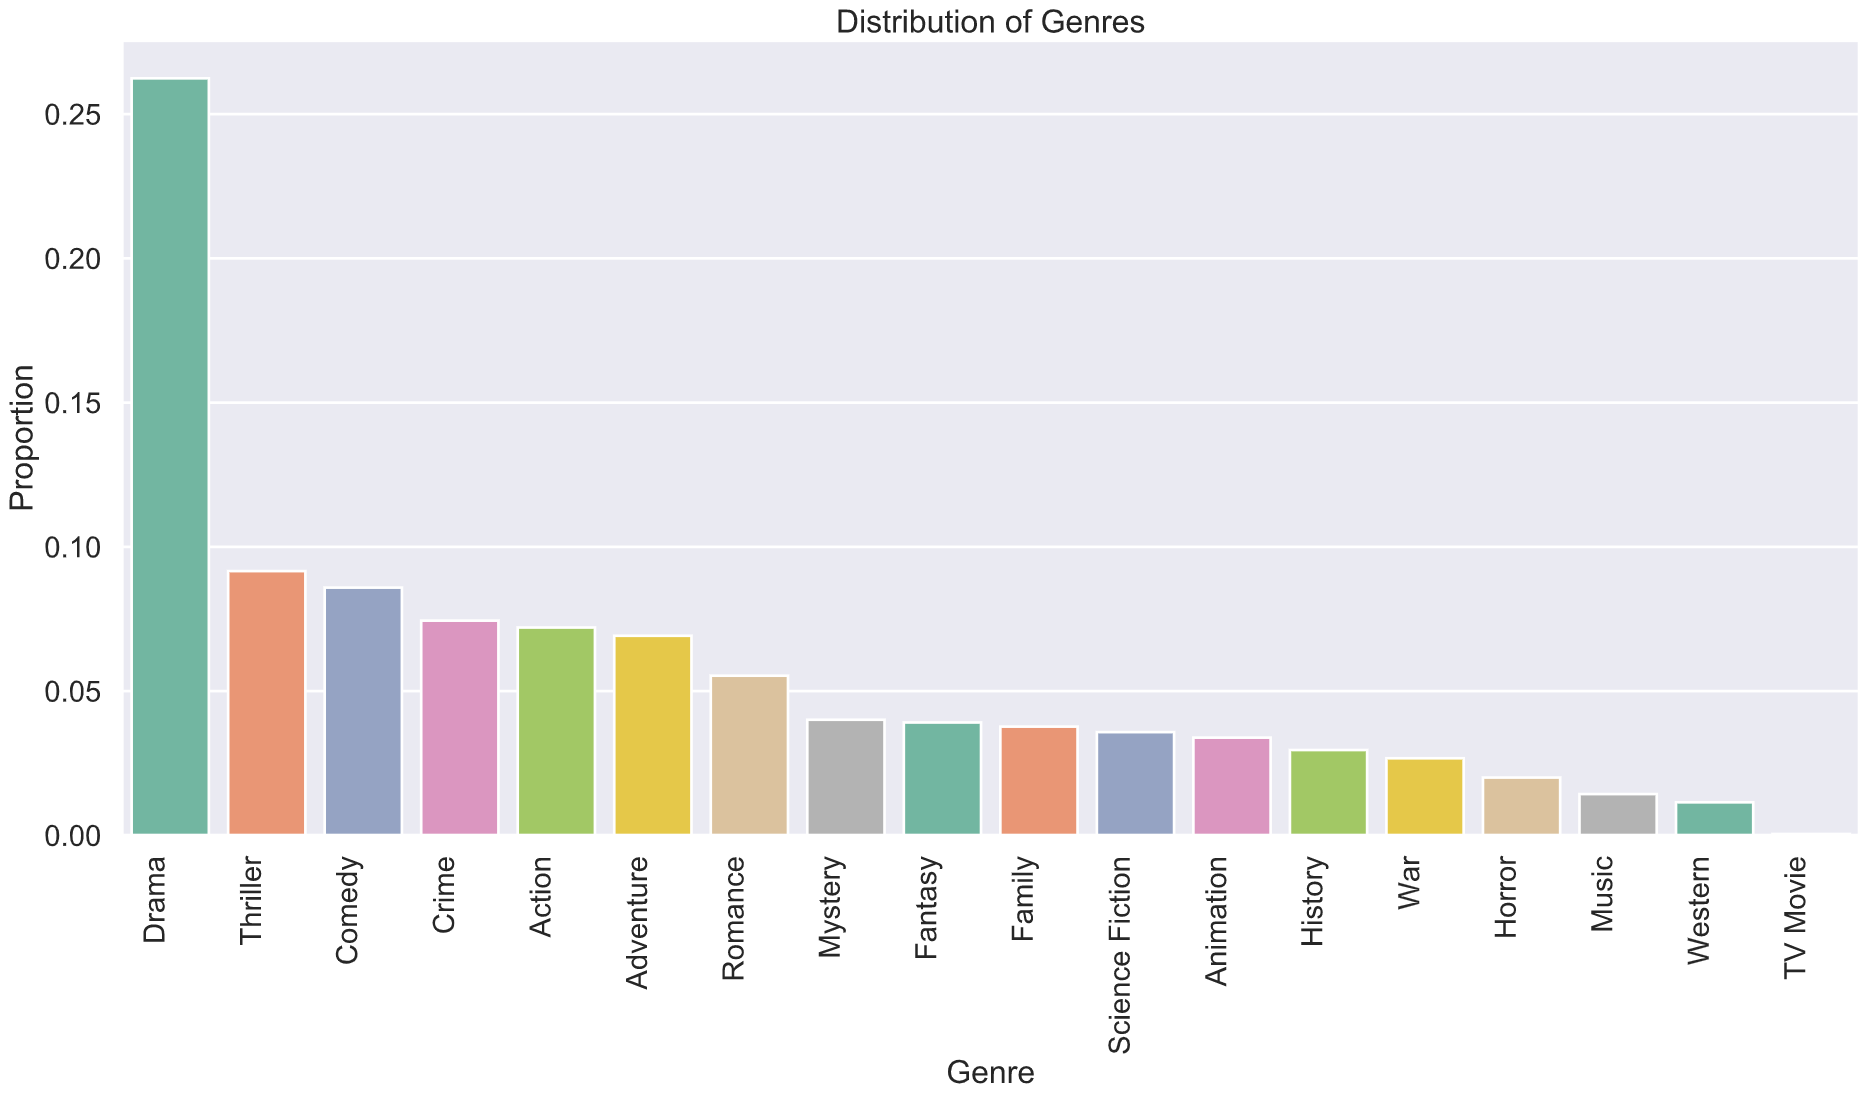 Distribution of Genres
0.25
0.20
0.15
0.10
0.05
0.00
Proportion
Drama
Thriller
Comedy
Crime
Action
Adventure
Romance
Mystery
Fantasy
Family
Science Fiction
Animation
History
War
Horror
Music
Western
TV Movie
Genre